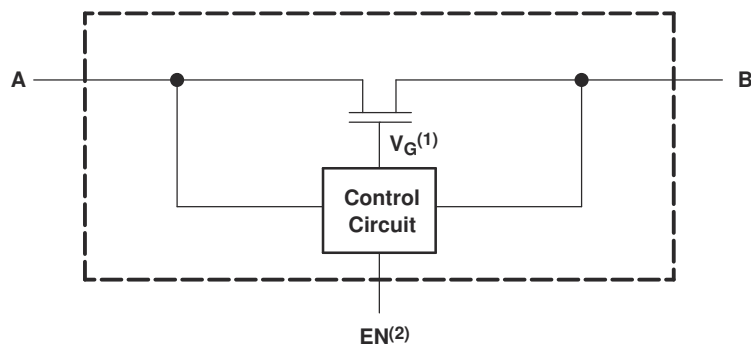 A
B
V_G^(1)
Control
Circuit
EN^(2)